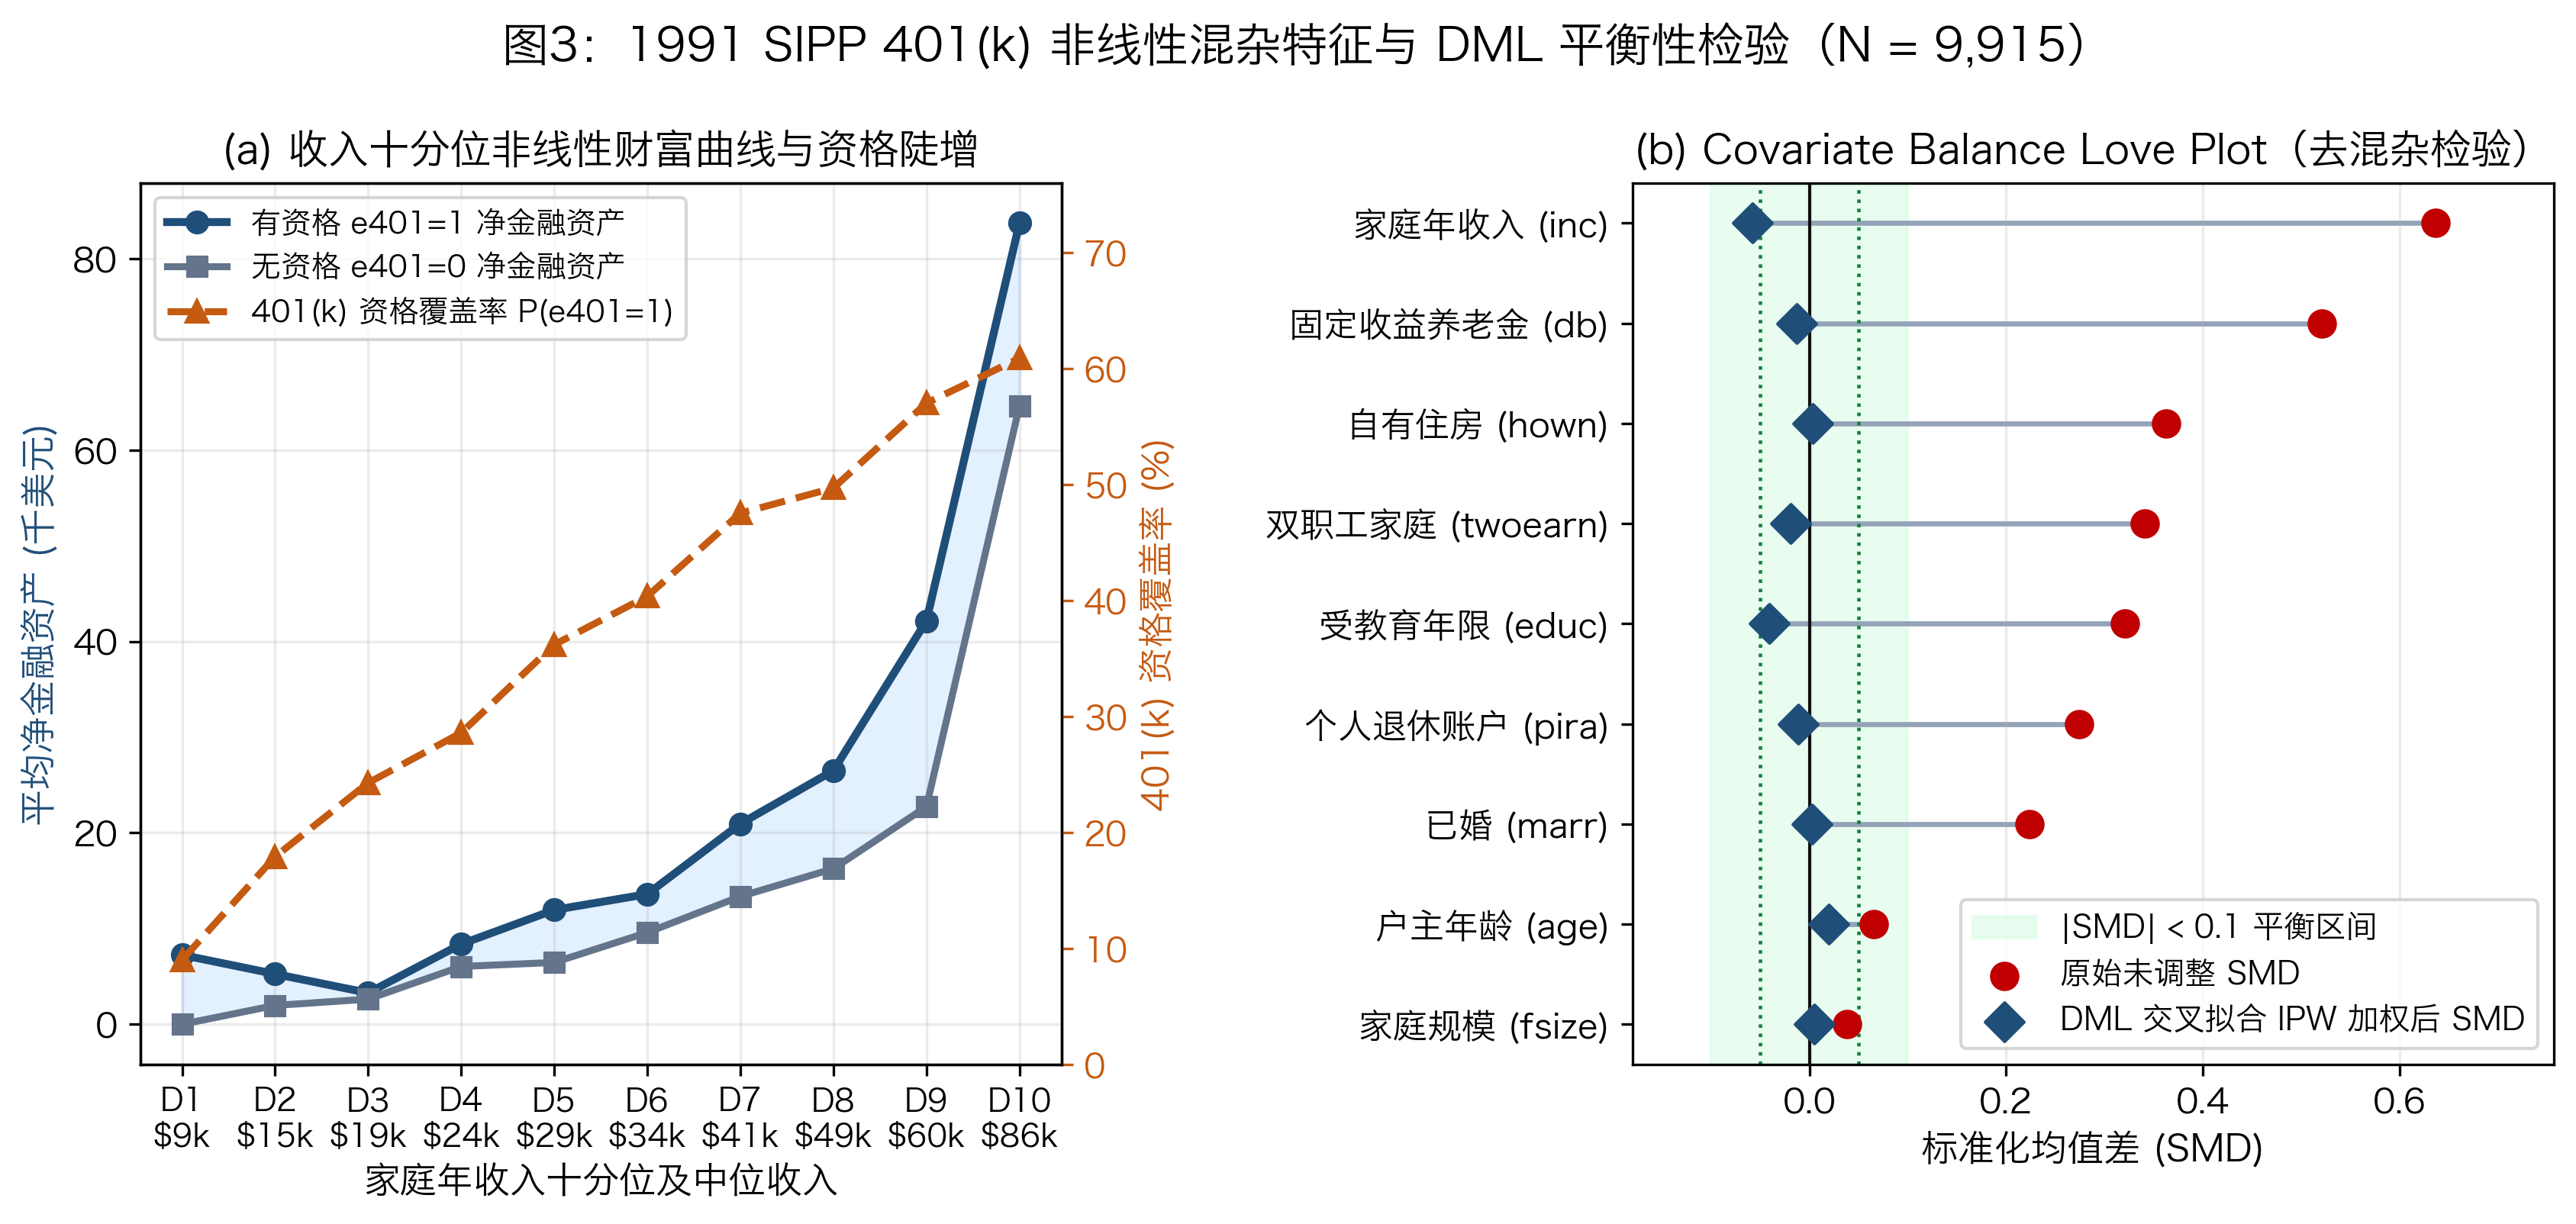 图3：1991 SIPP 401(k) 非线性混杂特征与 DML 平衡性检验（N = 9,915）
(a) 收入十分位非线性财富曲线与资格陡增
有资格 e401=1 净金融资产
无资格 e401=0 净金融资产
401(k) 资格覆盖率 P(e401=1)
平均净金融资产 (千美元)
80
60
40
20
0
70
60
50
40
30
20
10
0
401(k) 资格覆盖率 (%)
D1 D2 D3 D4 D5 D6 D7 D8 D9 D10
$9k $15k $19k $24k $29k $34k $41k $49k $60k $86k
家庭年收入十分位及中位收入
(b) Covariate Balance Love Plot（去混杂检验）
家庭年收入 (inc)
固定收益养老金 (db)
自有住房 (hown)
双职工家庭 (twoearn)
受教育年限 (educ)
个人退休账户 (pira)
已婚 (marr)
户主年龄 (age)
家庭规模 (fsize)
|SMD| < 0.1 平衡区间
原始未调整 SMD
DML 交叉拟合 IPW 加权后 SMD
0.0 0.2 0.4 0.6
标准化均值差 (SMD)